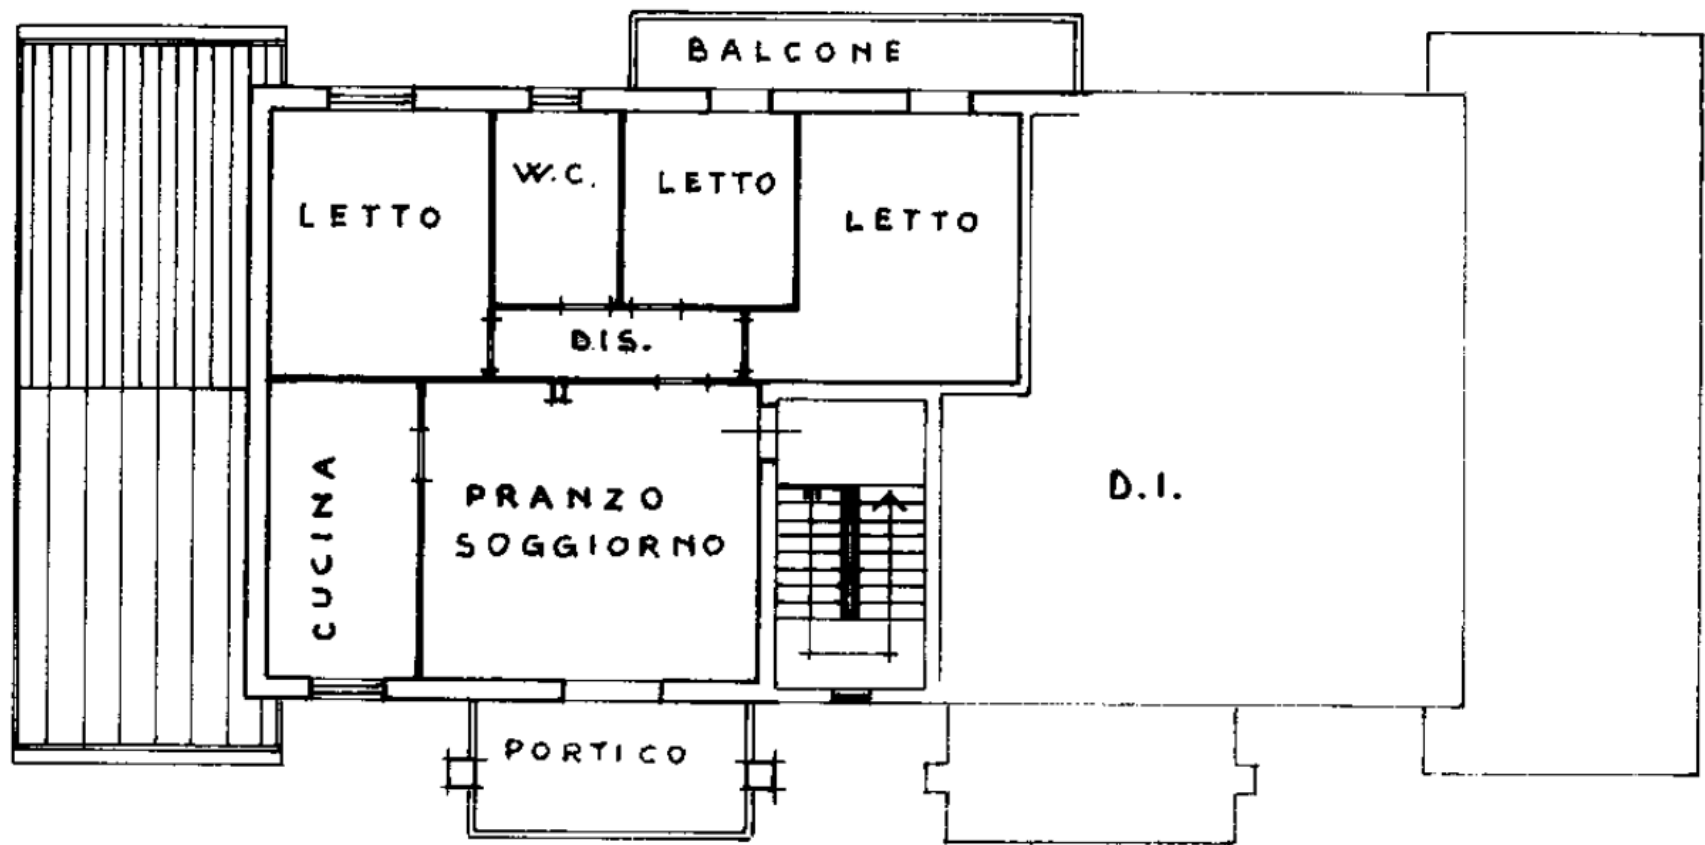 BALCONE
W.C.
LETTO
LETTO
LETTO
DIS.
CUCINA
PRANZO
SOGGIORNO
D.I.
PORTICO